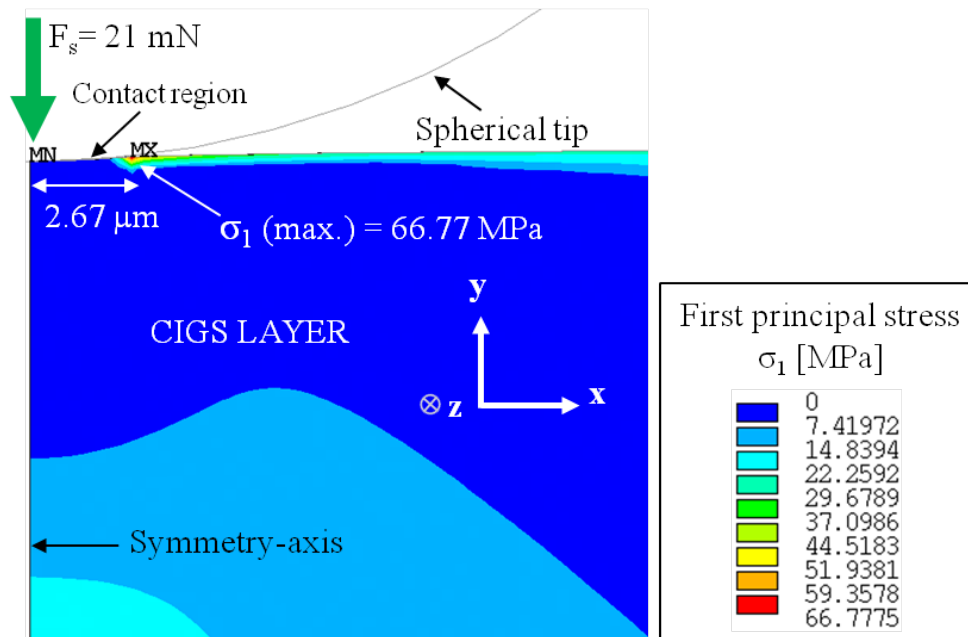 Fₛ= 21 mN
Contact region
Spherical tip
MN
MX
2.67 μm
σ₁ (max.) = 66.77 MPa
y
CIGS LAYER
⊗ z
x
Symmetry-axis
First principal stress
σ₁ [MPa]
0
7.41972
14.8394
22.2592
29.6789
37.0986
44.5183
51.9381
59.3578
66.7775